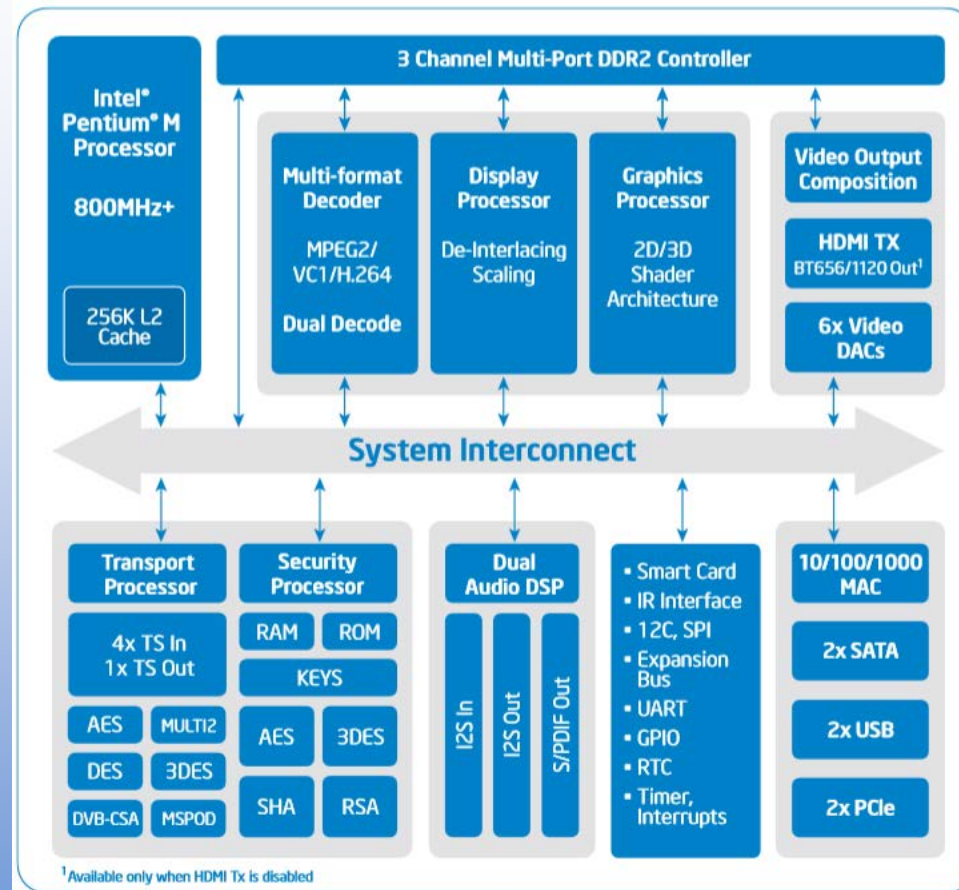 3 Channel Multi-Port DDR2 Controller
Intel®
Pentium® M
Processor
800MHz+
256K L2
Cache
Multi-format
Decoder
MPEG2/
VC1/H.264
Dual Decode
Display
Processor
De-Interlacing
Scaling
Graphics
Processor
2D/3D
Shader
Architecture
Video Output
Composition
HDMI TX
BT656/1120 Out¹
6x Video
DACs
System Interconnect
Transport
Processor
4x TS In
1x TS Out
AES
MULTI2
DES
3DES
DVB-CSA
MSPOD
Security
Processor
RAM
ROM
KEYS
AES
3DES
SHA
RSA
Dual
Audio DSP
I2S In
I2S Out
S/PDIF Out
▪ Smart Card
▪ IR Interface
▪ 12C, SPI
▪ Expansion
Bus
▪ UART
▪ GPIO
▪ RTC
▪ Timer,
Interrupts
10/100/1000
MAC
2x SATA
2x USB
2x PCIe
¹Available only when HDMI Tx is disabled